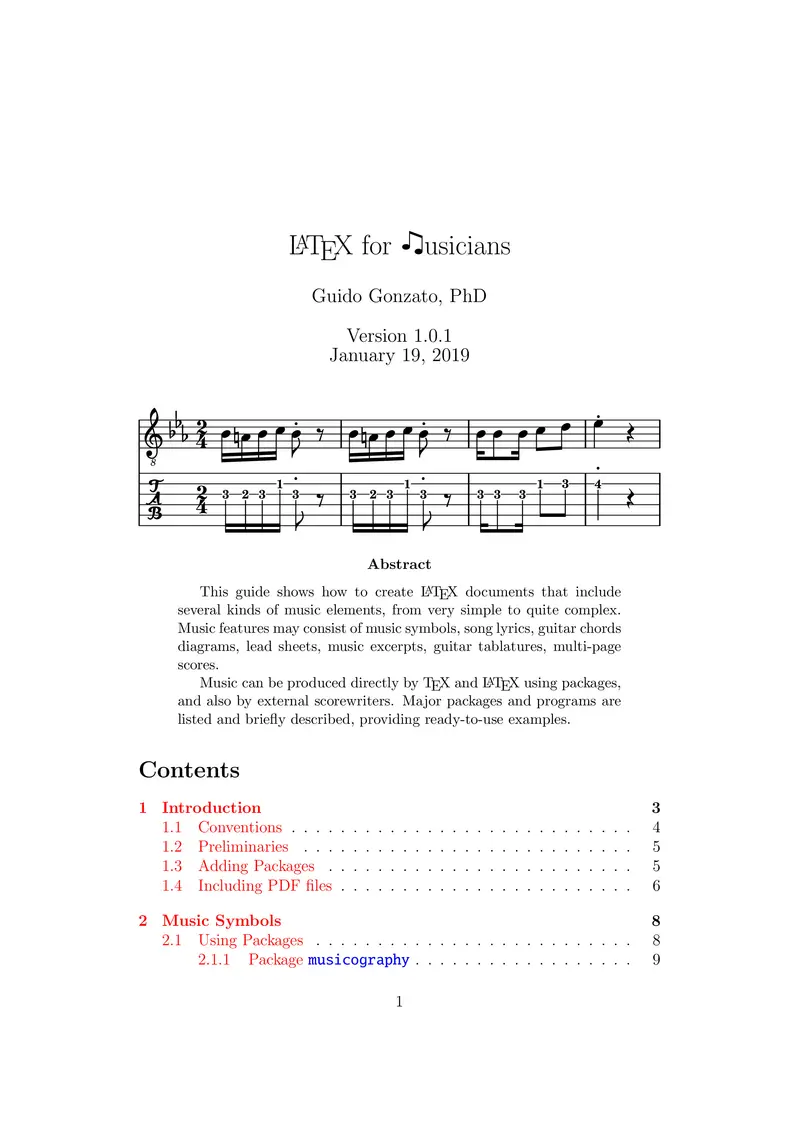 LATEX for ♫usicians
Guido Gonzato, PhD
Version 1.0.1
January 19, 2019
2 4
8
TAB 2 4 3 2 3 1 3 3 2 3 1 3 3 3 3 1 3 4
Abstract
This guide shows how to create LATEX documents that include
several kinds of music elements, from very simple to quite complex.
Music features may consist of music symbols, song lyrics, guitar chords
diagrams, lead sheets, music excerpts, guitar tablatures, multi-page
scores.
Music can be produced directly by TEX and LATEX using packages,
and also by external scorewriters. Major packages and programs are
listed and briefly described, providing ready-to-use examples.
Contents
1 Introduction 3
1.1 Conventions . . . . . . . . . . . . . . . . . . . . . . . . . . . . 4
1.2 Preliminaries . . . . . . . . . . . . . . . . . . . . . . . . . . . 5
1.3 Adding Packages . . . . . . . . . . . . . . . . . . . . . . . . . 5
1.4 Including PDF files . . . . . . . . . . . . . . . . . . . . . . . . 6
2 Music Symbols 8
2.1 Using Packages . . . . . . . . . . . . . . . . . . . . . . . . . . 8
2.1.1 Package musicography . . . . . . . . . . . . . . . . . . 9
1